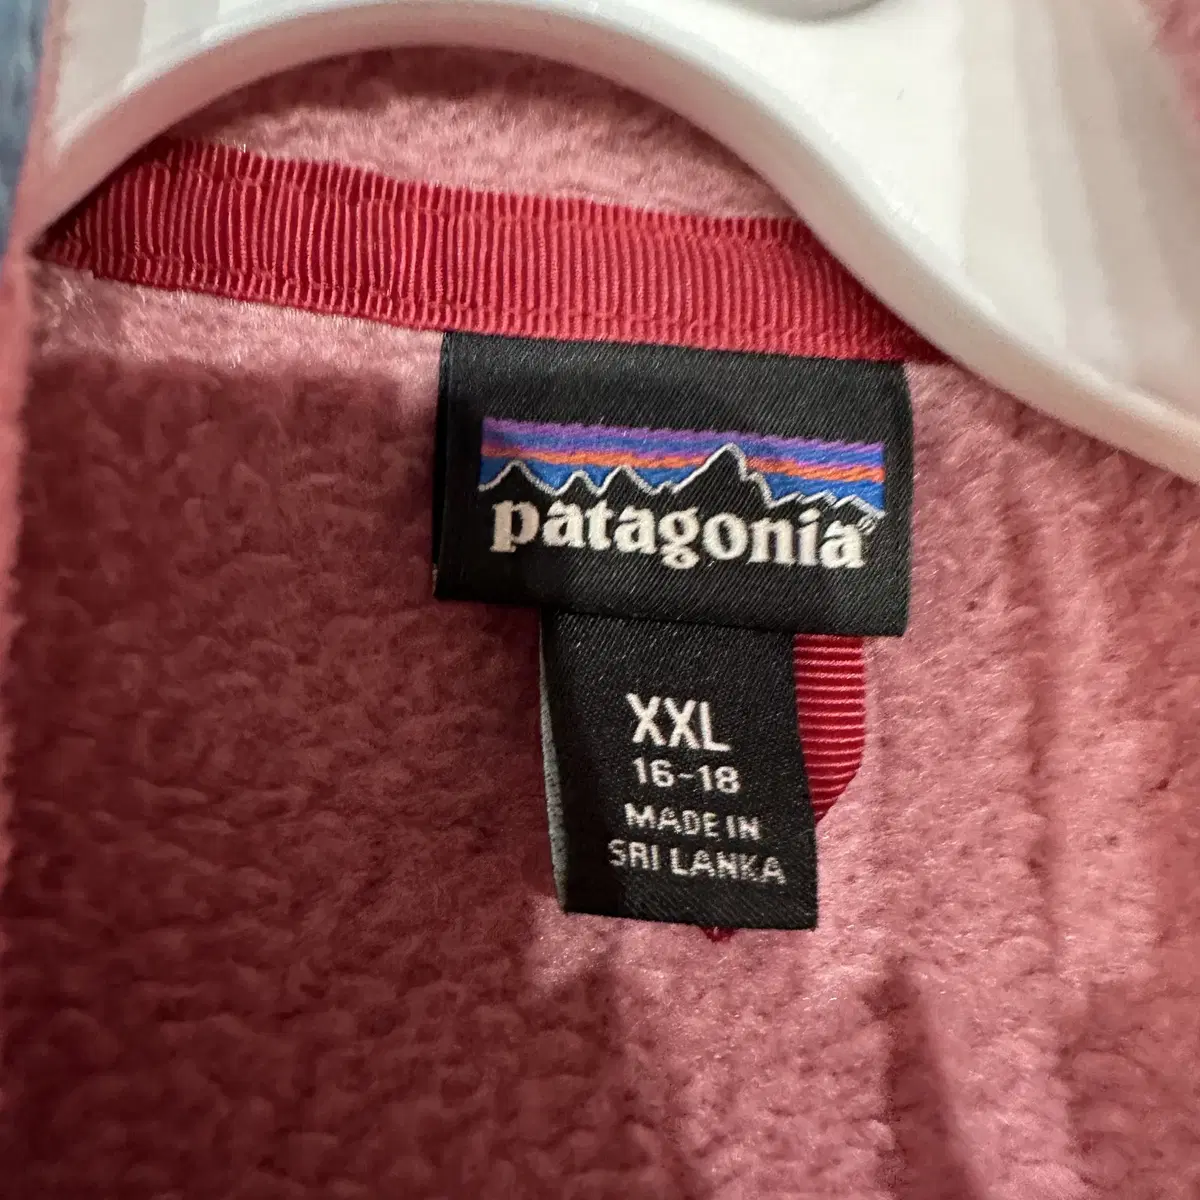 patagonia®
XXL
16-18
MADE IN
SRI LANKA